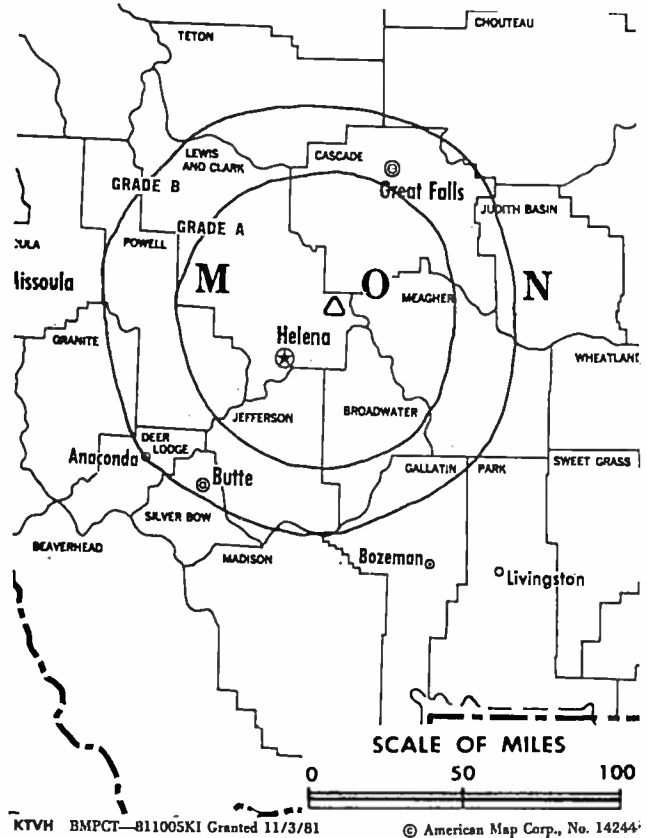 CHOUTEAU
TETON
LEWIS
AND CLARK
CASCADE
Great Falls
GRADE B
JUDITH BASIN
GRADE A
CULA
POWELL
lissoula
M
O
N
MEAGHER
Helena
GRANITE
WHEATLAND
JEFFERSON
BROADWATER
DEER
LODGE
Anaconda
GALLATIN
PARK
SWEET GRASS
Butte
SILVER BOW
BEAVERHEAD
MADISON
Bozeman
Livingston
SCALE OF MILES
0 50 100
KTVH BMPCT—811005KI Granted 11/3/81
© American Map Corp., No. 14244